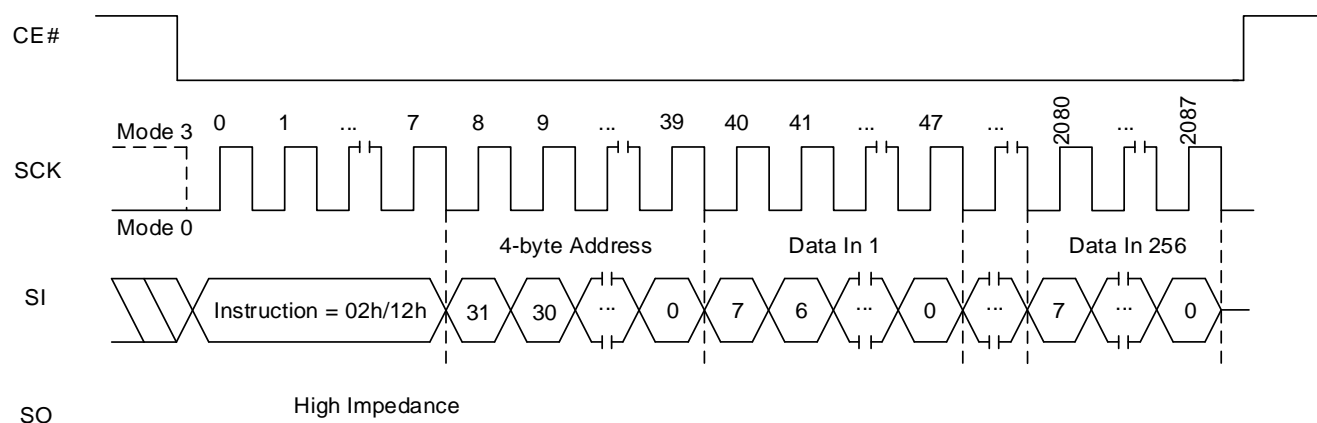 CE#
SCK
Mode 3
Mode 0
0 1 ... 7 8 9 ... 39 40 41 ... 47 ... 2080 ... 2087
4-byte Address Data In 1 Data In 256
SI
Instruction = 02h/12h 31 30 ... 0 7 6 ... 0 ... 7 ... 0
SO
High Impedance